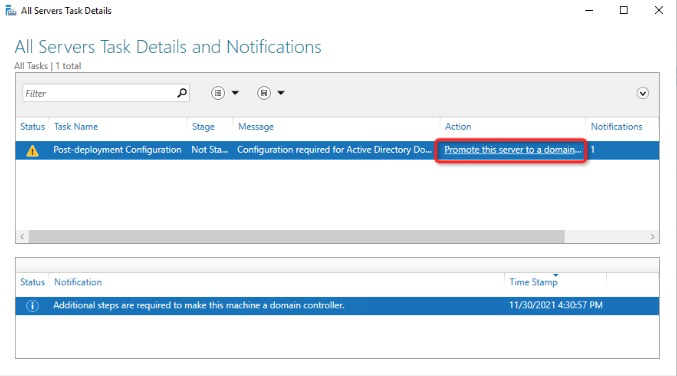 All Servers Task Details
All Servers Task Details and Notifications
All Tasks | 1 total
Filter
Status Task Name Stage Message Action Notifications
Post-deployment Configuration Not Sta... Configuration required for Active Directory Do... Promote this server to a domain... 1
Status Notification Time Stamp
Additional steps are required to make this machine a domain controller. 11/30/2021 4:30:57 PM